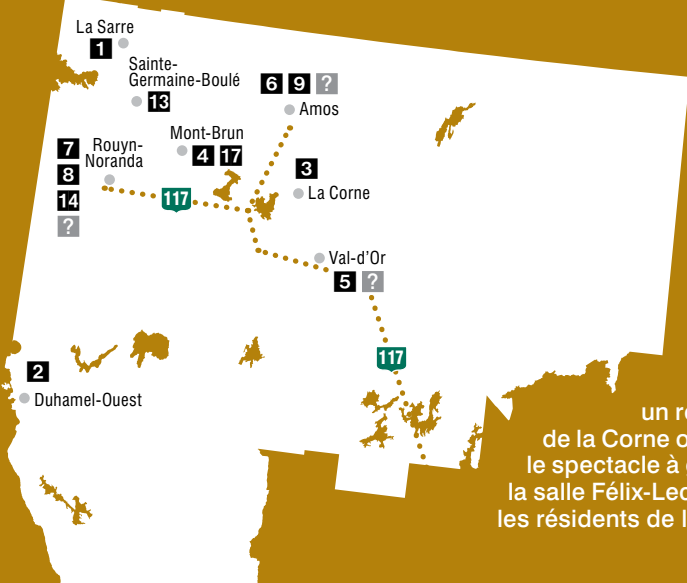 La Sarre
1
Sainte-
Germaine-Boulé
13
6 9 ?
Amos
Mont-Brun
4 17
7
8
14
?
Rouyn-
Noranda
117
3
La Corne
Val-d'Or
5 ?
117
2
Duhamel-Ouest
de la Corne
le spectacle à
la salle
les résidents de